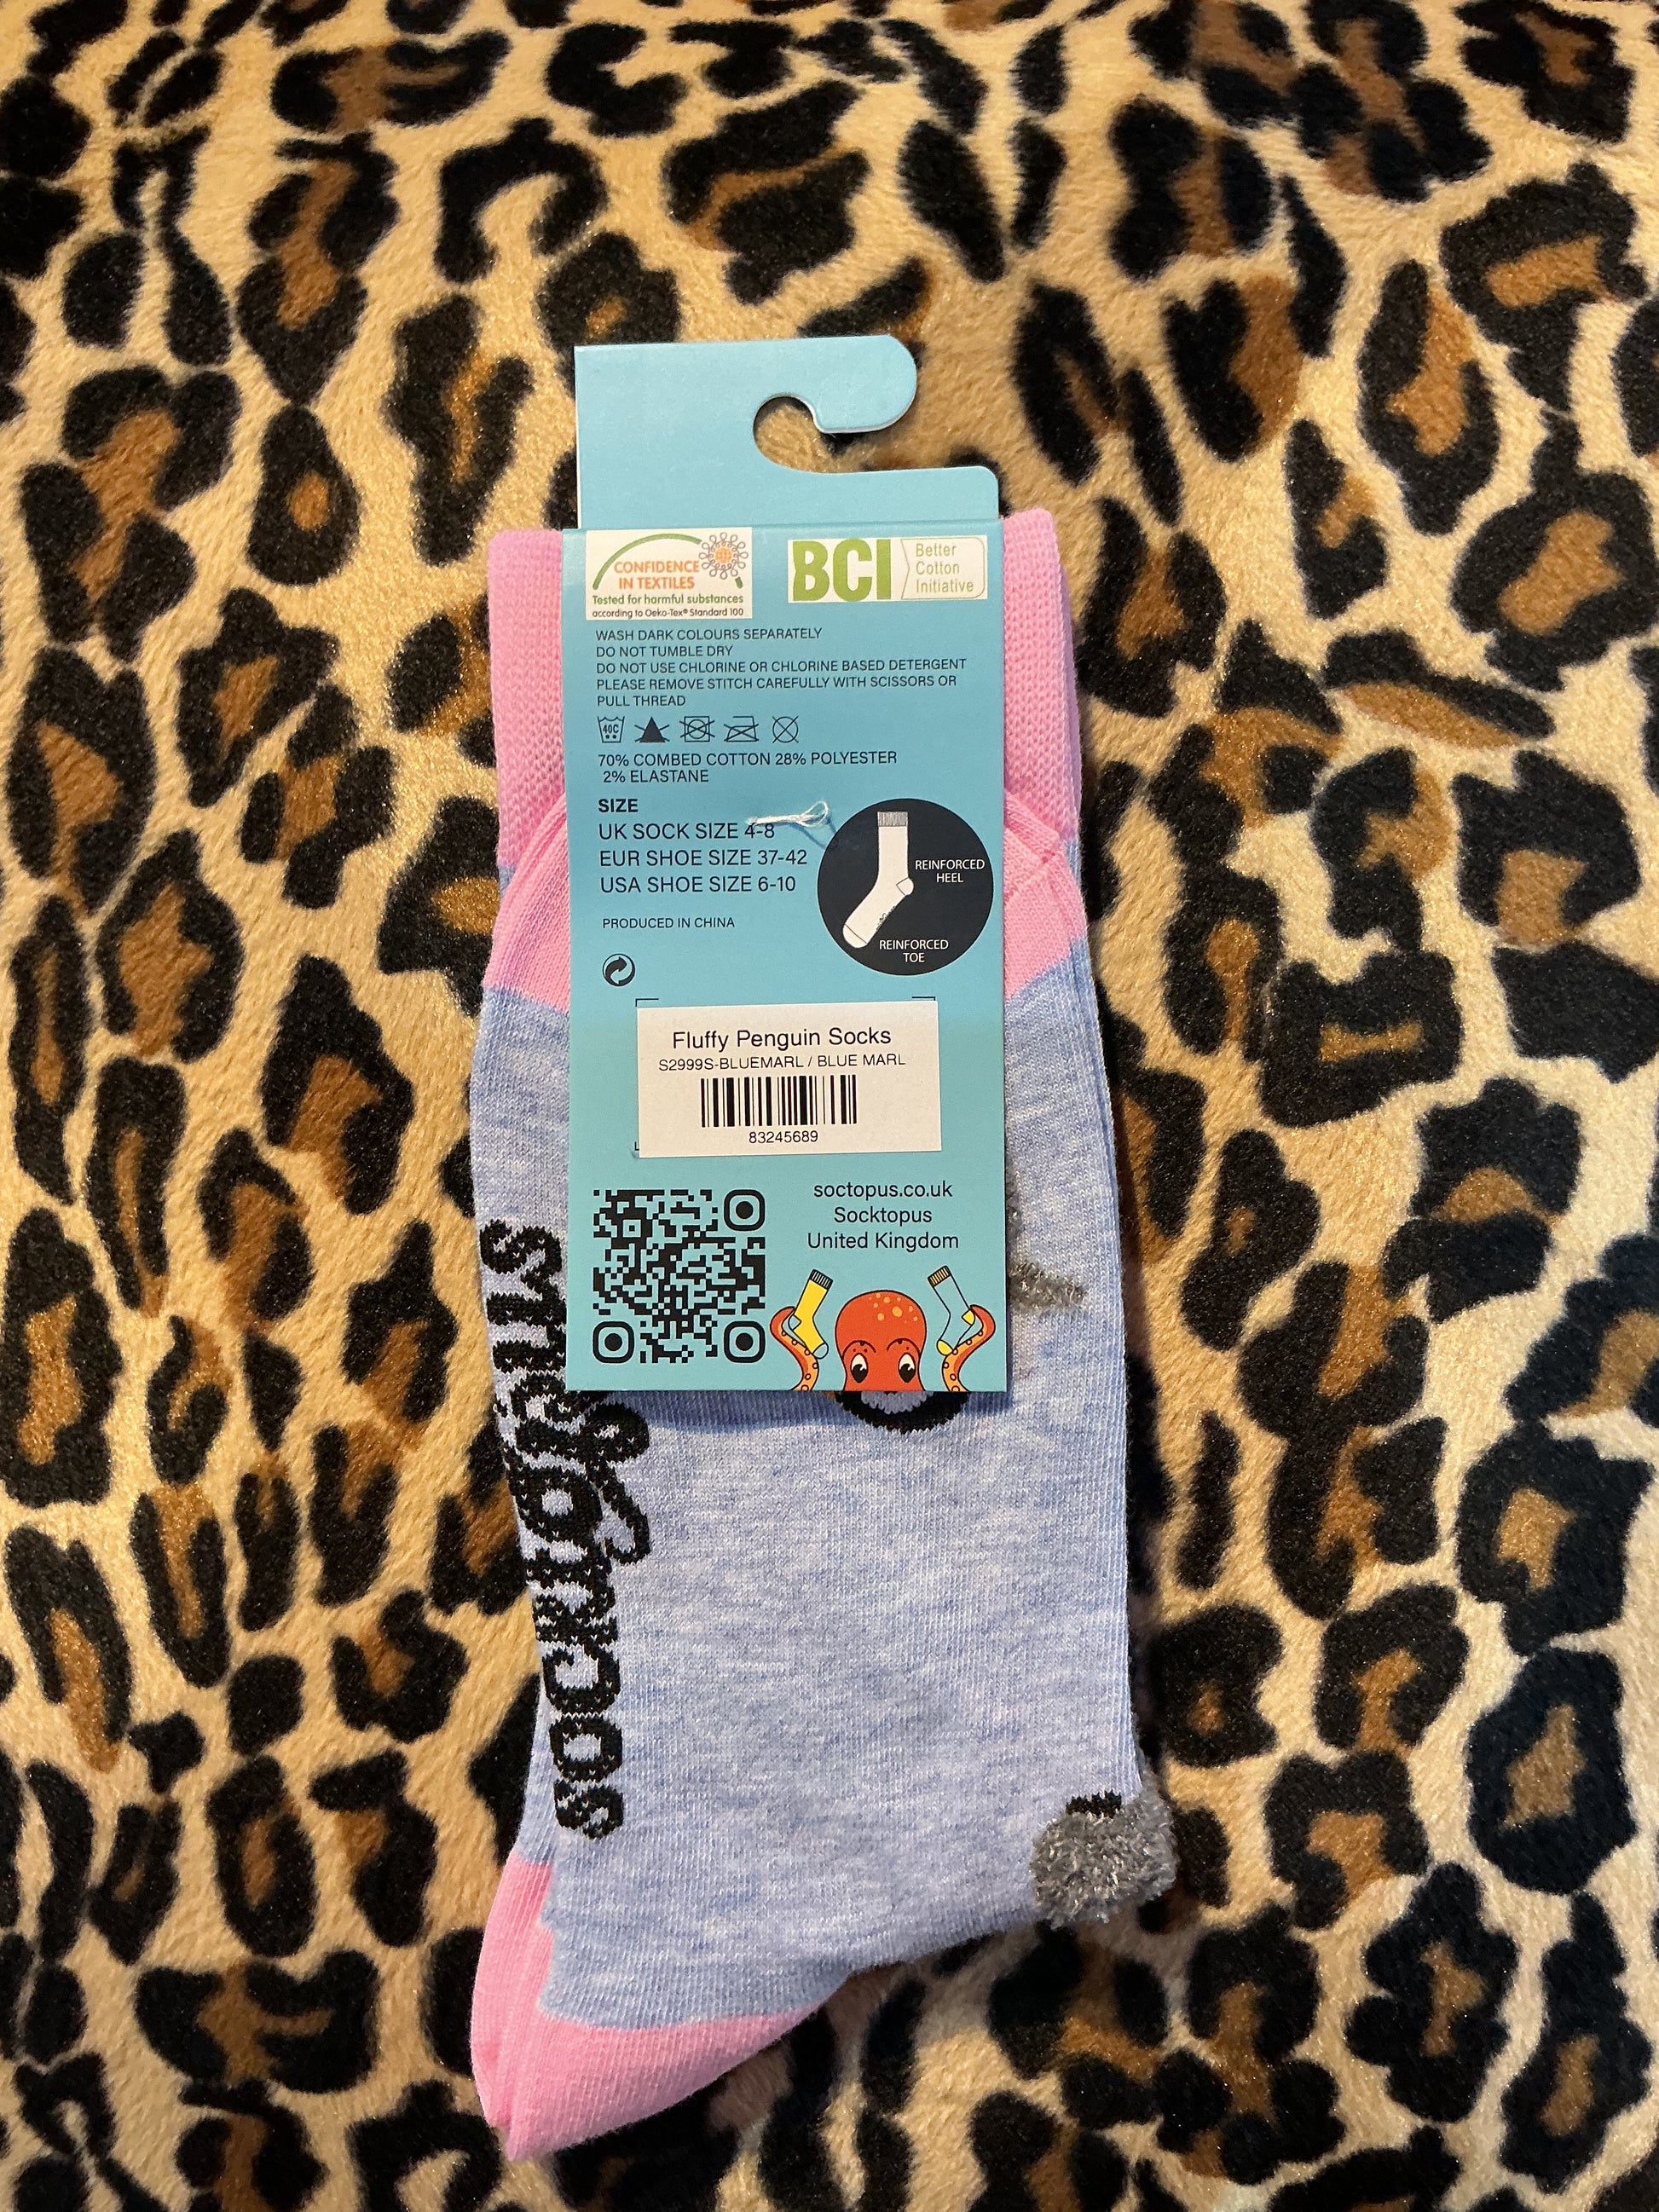 CONFIDENCE
IN TEXTILES
Tested for harmful substances
according to Oeko-Tex® Standard 100
BCI
Better
Cotton
Initiative
WASH DARK COLOURS SEPARATELY
DO NOT TUMBLE DRY
DO NOT USE CHLORINE OR CHLORINE BASED DETERGENT
PLEASE REMOVE STITCH CAREFULLY WITH SCISSORS OR
PULL THREAD
40C
70% COMBED COTTON 28% POLYESTER
2% ELASTANE
SIZE
UK SOCK SIZE 4-8
EUR SHOE SIZE 37-42
USA SHOE SIZE 6-10
REINFORCED
HEEL
REINFORCED
TOE
PRODUCED IN CHINA
Fluffy Penguin Socks
S2999S-BLUEMARL / BLUE MARL
83245689
soctopus.co.uk
Socktopus
United Kingdom
socktopus